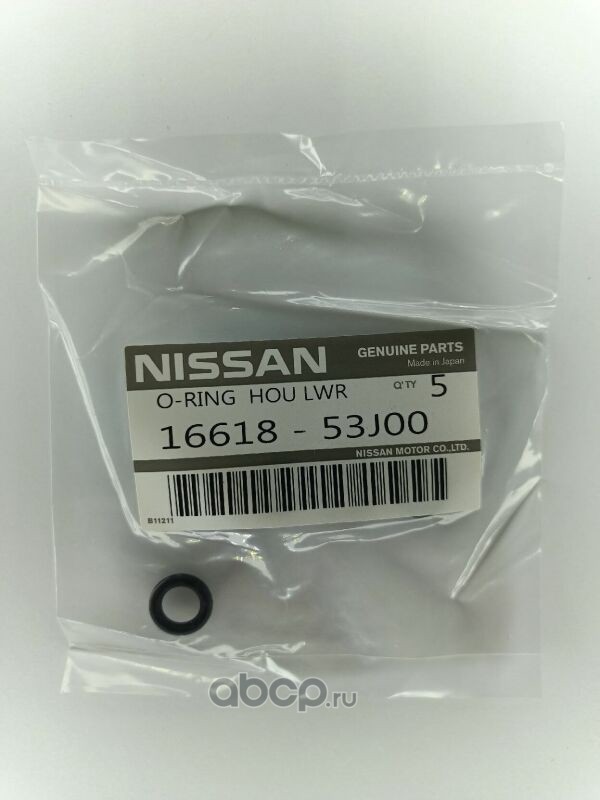 NISSAN
GENUINE PARTS
Made in Japan
O-RING HOU LWR Q'TY 5
16618 - 53J00
NISSAN MOTOR CO.,LTD.
B11211
abcp.ru